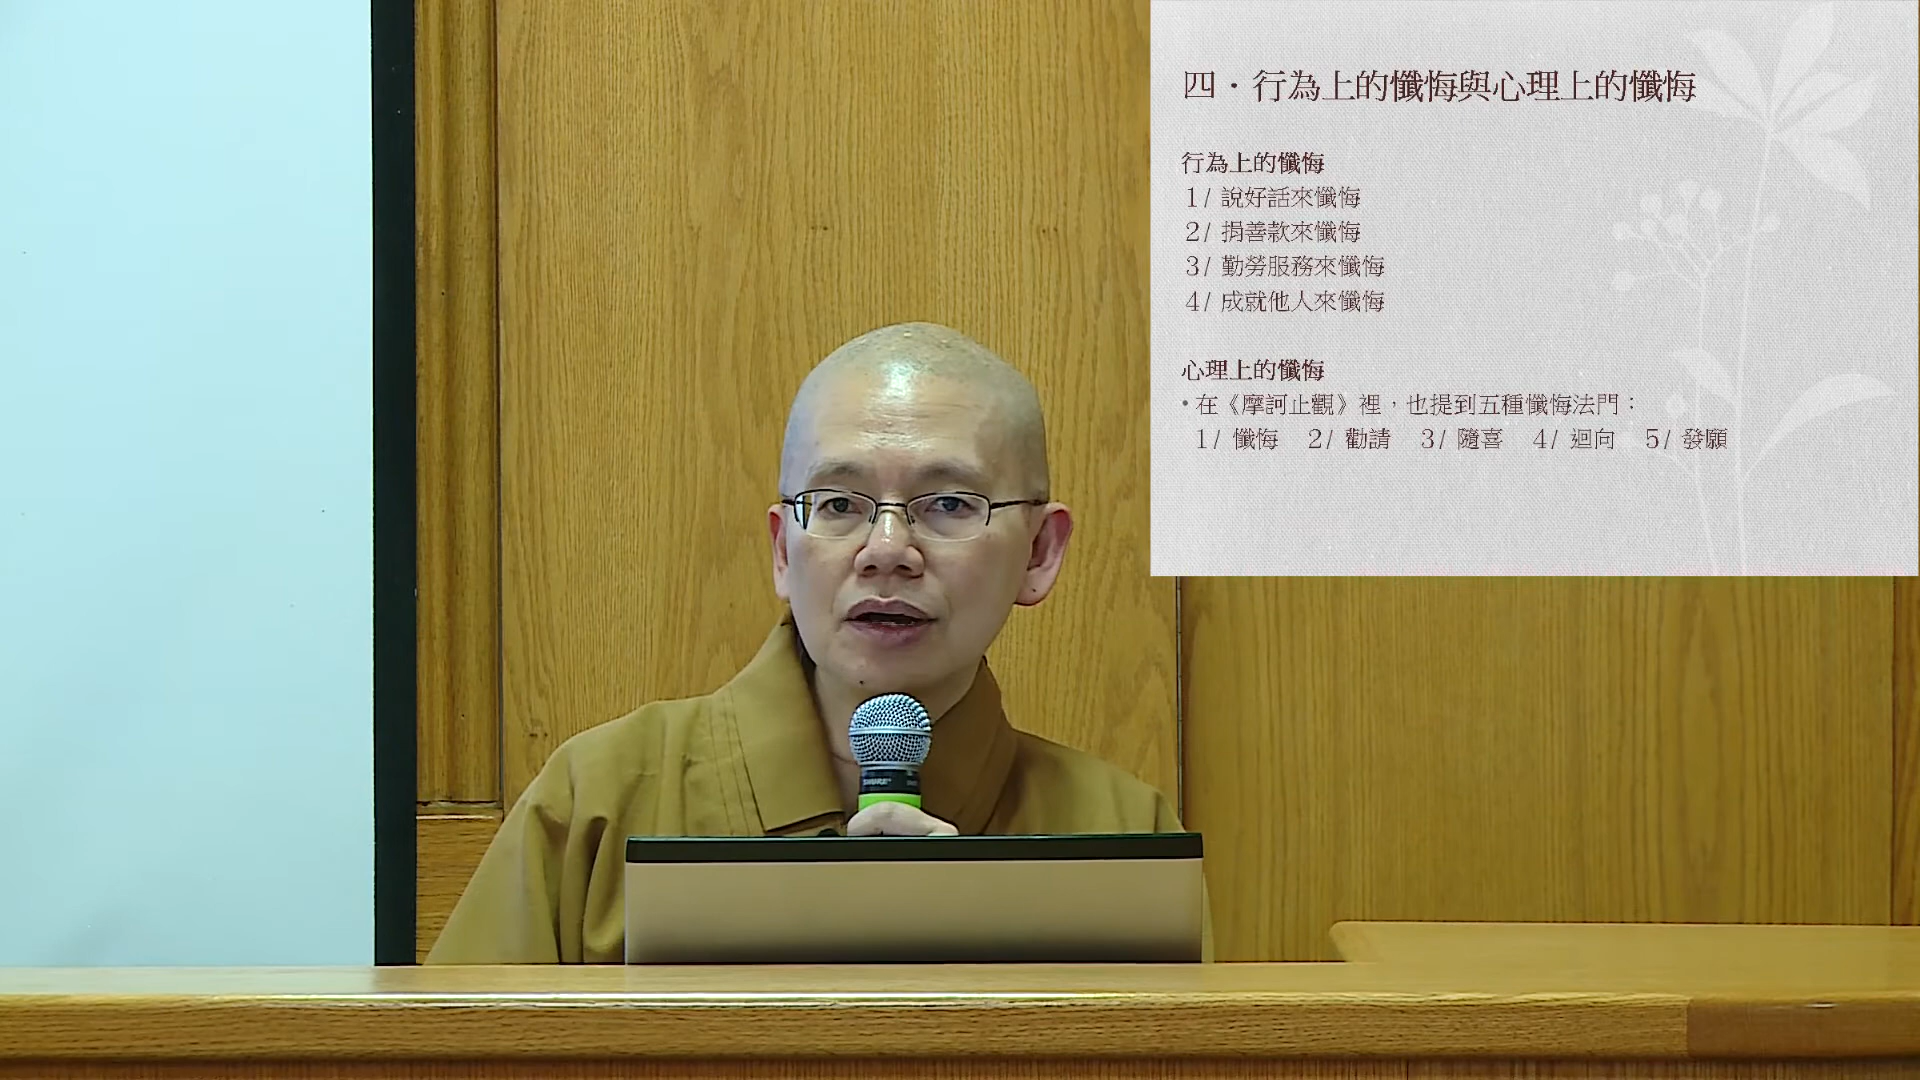 四．行為上的懺悔與心理上的懺悔
行為上的懺悔
1/ 說好話來懺悔
2/ 捐善款來懺悔
3/ 勤勞服務來懺悔
4/ 成就他人來懺悔
心理上的懺悔
• 在《摩訶止觀》裡，也提到五種懺悔法門：
1/ 懺悔 2/ 勸請 3/ 隨喜 4/ 迴向 5/ 發願
SHURE